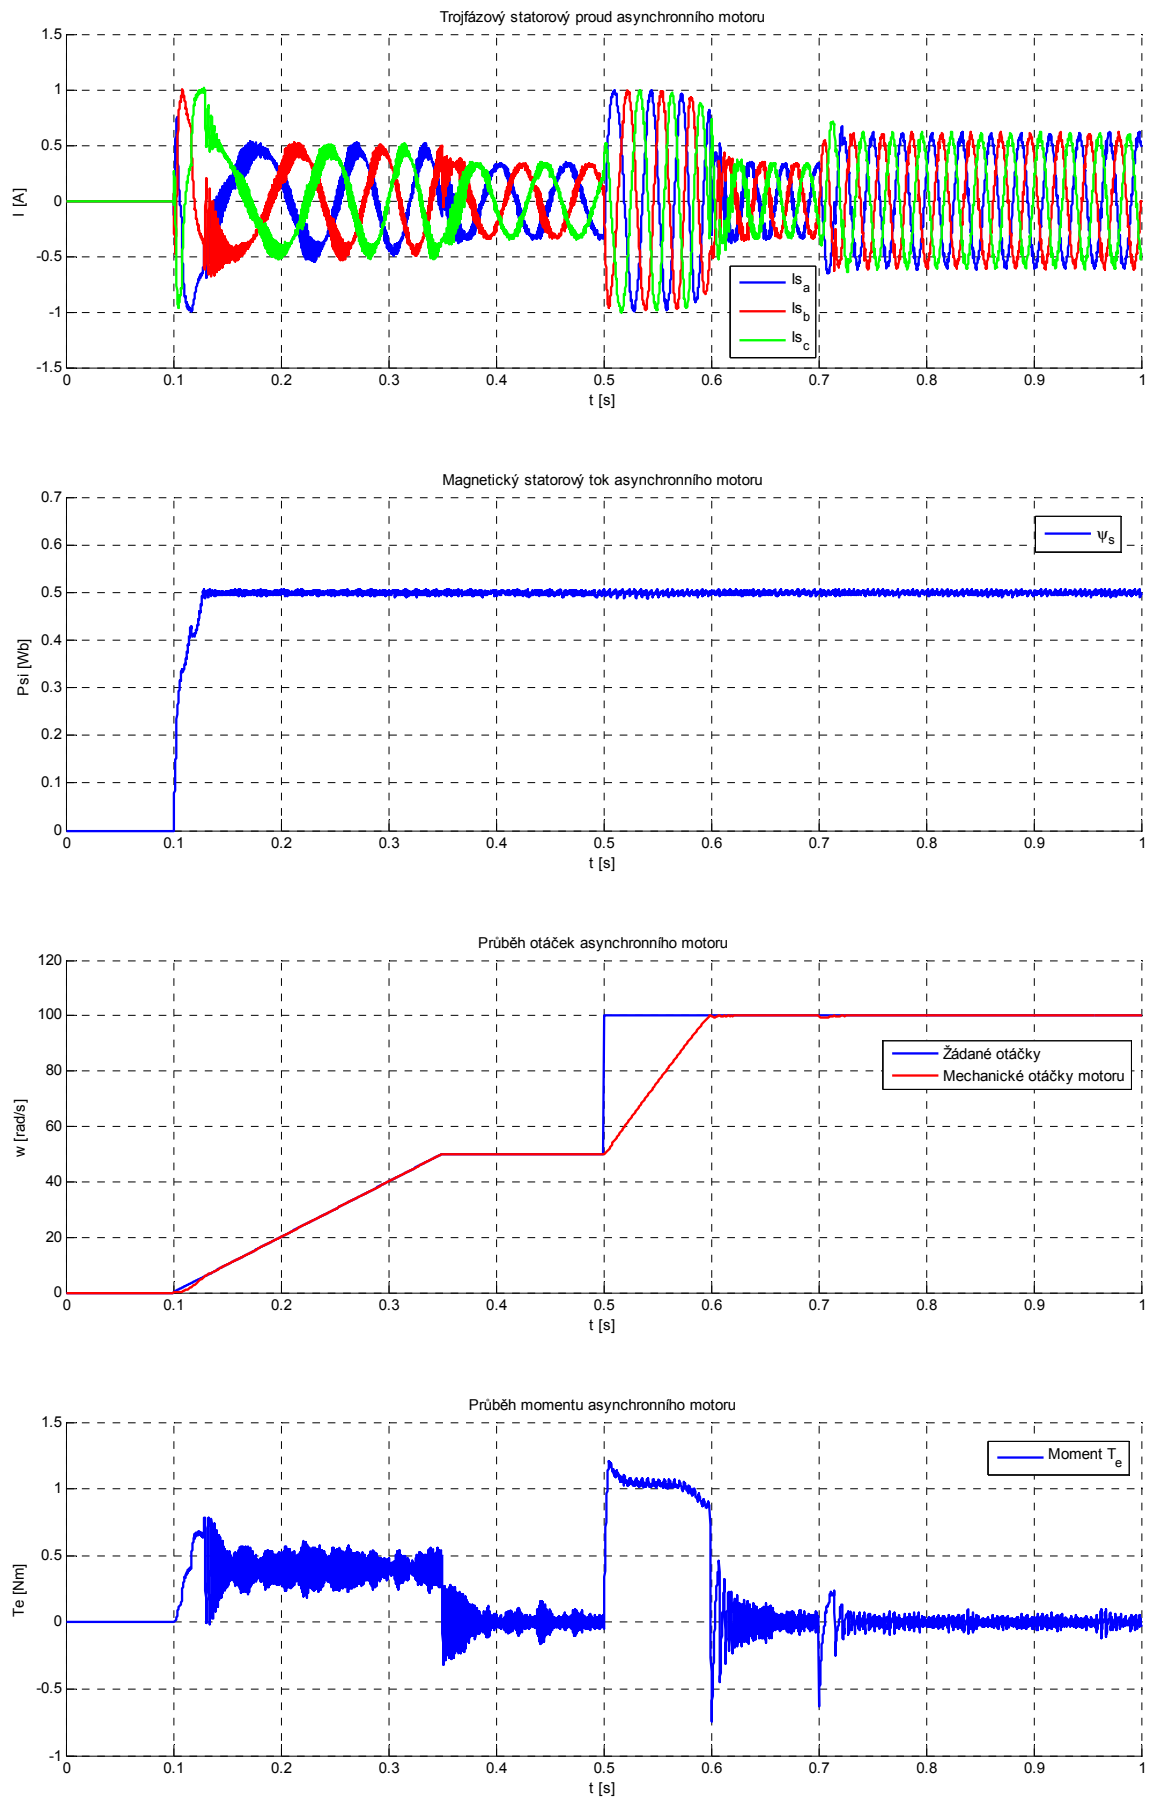 Trojfázový statorový proud asynchronního motoru
1.5
1
0.5
0
-0.5
-1
-1.5
I [A]
Is_a
Is_b
Is_c
0 0.1 0.2 0.3 0.4 0.5 0.6 0.7 0.8 0.9 1
t [s]
Magnetický statorový tok asynchronního motoru
0.7
0.6
0.5
0.4
0.3
0.2
0.1
0
Psi [Wb]
ψ_s
0 0.1 0.2 0.3 0.4 0.5 0.6 0.7 0.8 0.9 1
t [s]
Průběh otáček asynchronního motoru
120
100
80
60
40
20
0
w [rad/s]
Žádané otáčky
Mechanické otáčky motoru
0 0.1 0.2 0.3 0.4 0.5 0.6 0.7 0.8 0.9 1
t [s]
Průběh momentu asynchronního motoru
1.5
1
0.5
0
-0.5
-1
Te [Nm]
Moment T_e
0 0.1 0.2 0.3 0.4 0.5 0.6 0.7 0.8 0.9 1
t [s]